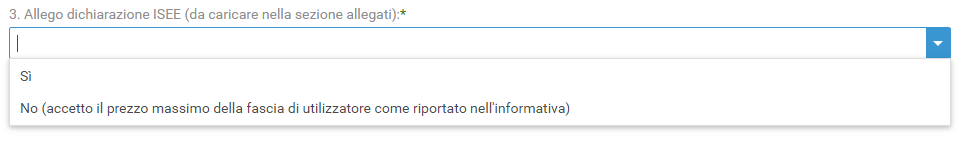 3. Allego dichiarazione ISEE (da caricare nella sezione allegati):*
Sì
No (accetto il prezzo massimo della fascia di utilizzatore come riportato nell'informativa)